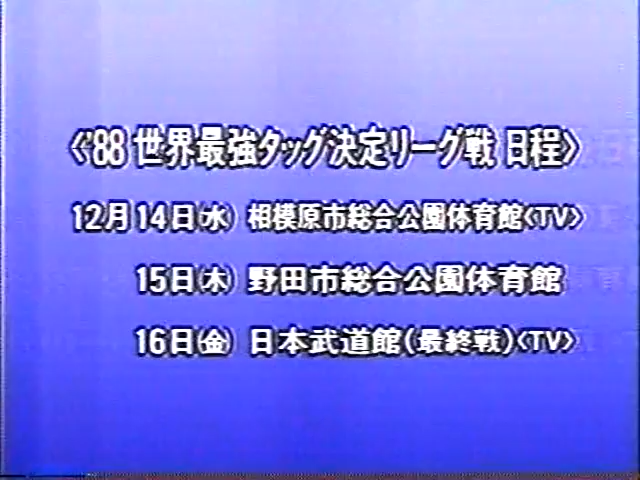 〈'88 世界最強タッグ決定リーグ戦 日程〉
12月14日(水) 相模原市総合公園体育館〈TV〉
15日(木) 野田市総合公園体育館
16日(金) 日本武道館(最終戦)〈TV〉